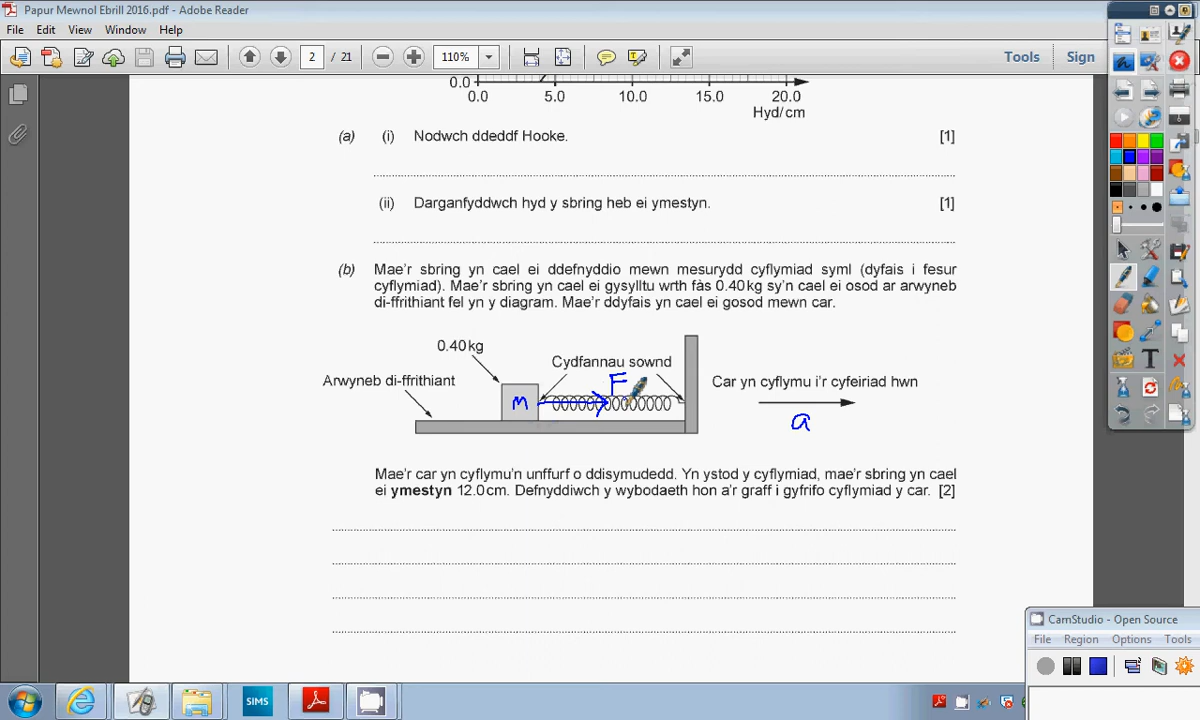 Papur Mewnol Ebrill 2016.pdf - Adobe Reader
File Edit View Window Help
2 / 21 110% Tools Sign
0.0
0.0 5.0 10.0 15.0 20.0
Hyd/cm
(a) (i) Nodwch ddeddf Hooke. [1]
(ii) Darganfyddwch hyd y sbring heb ei ymestyn. [1]
(b) Mae'r sbring yn cael ei ddefnyddio mewn mesurydd cyflymiad syml (dyfais i fesur
cyflymiad). Mae'r sbring yn cael ei gysylltu wrth fàs 0.40 kg sy'n cael ei osod ar arwyneb
di-ffrithiant fel yn y diagram. Mae'r ddyfais yn cael ei gosod mewn car.
0.40 kg
Cydfannau sownd
Arwyneb di-ffrithiant
F
Car yn cyflymu i'r cyfeiriad hwn
m
a
Mae'r car yn cyflymu'n unffurf o ddisymudedd. Yn ystod y cyflymiad, mae'r sbring yn cael
ei ymestyn 12.0 cm. Defnyddiwch y wybodaeth hon a'r graff i gyfrifo cyflymiad y car. [2]
CamStudio - Open Source
File Region Options Tools
SIMS